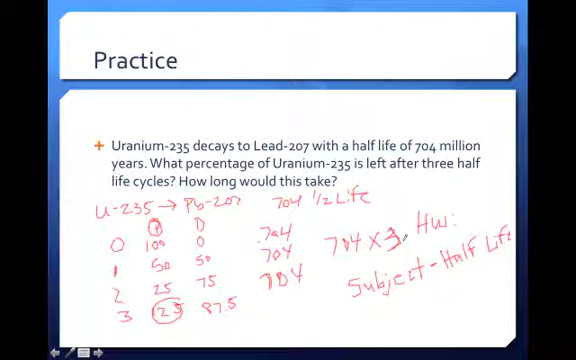 Practice
Uranium-235 decays to Lead-207 with a half life of 704 million
years. What percentage of Uranium-235 is left after three half
life cycles? How long would this take?
U-235 → Pb-207 704 1/2 Life
P D
0 100 0 704
1 50 50 704
2 25 75 704
3 12.5 87.5
704 x 3
HW:
Subject - Half Life